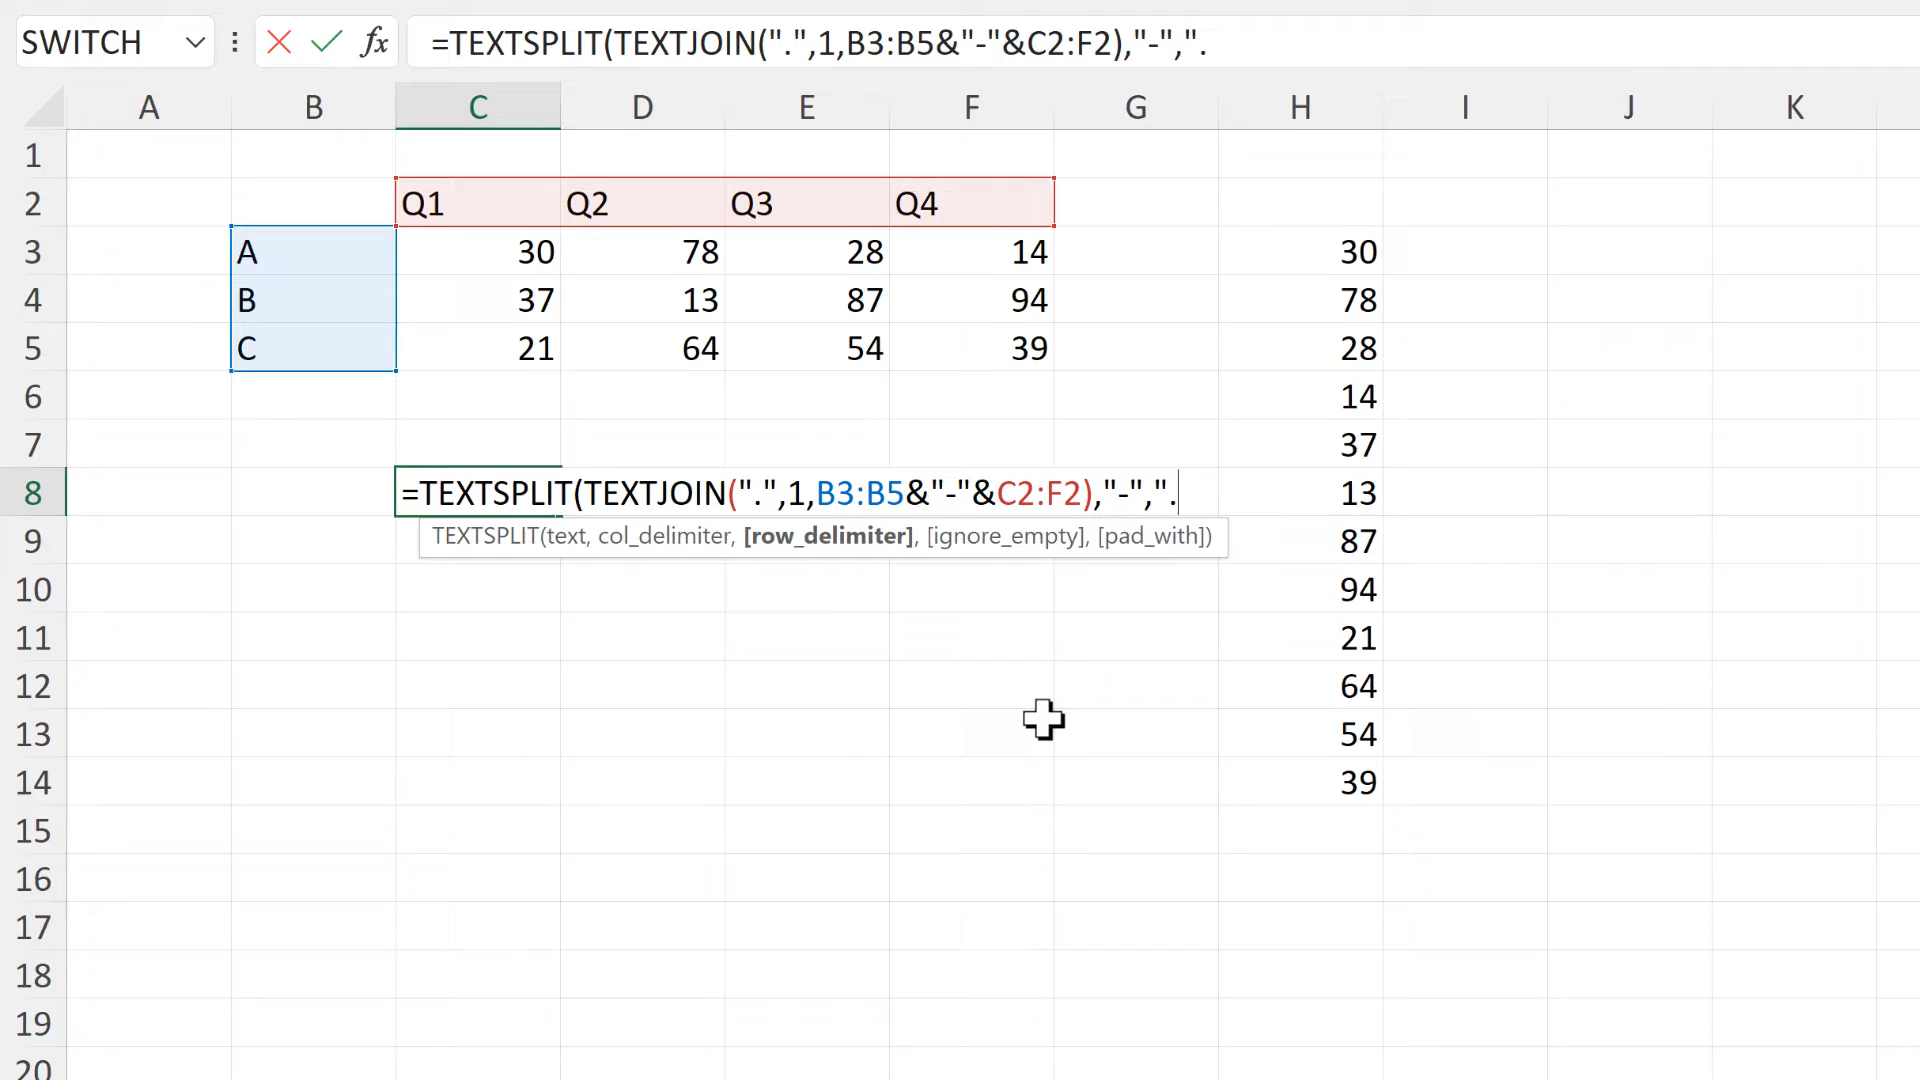 SWITCH fx =TEXTSPLIT(TEXTJOIN(".",1,B3:B5&"-"&C2:F2),"-",".
A B C D E F G H I J K
1
2 Q1 Q2 Q3 Q4
3 A 30 78 28 14 30
4 B 37 13 87 94 78
5 C 21 64 54 39 28
6 14
7 37
8 =TEXTSPLIT(TEXTJOIN(".",1,B3:B5&"-"&C2:F2),"-",". 13
9 TEXTSPLIT(text, col_delimiter, [row_delimiter], [ignore_empty], [pad_with]) 87
10 94
11 21
12 64
13 54
14 39
15
16
17
18
19
20